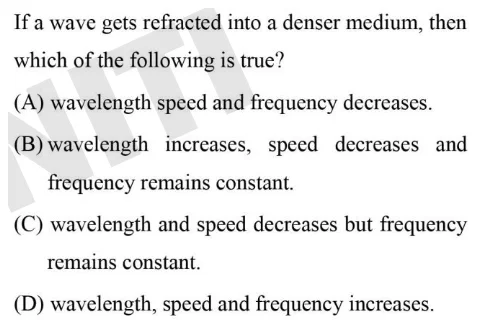 If a wave gets refracted into a denser medium, then
which of the following is true?
(A) wavelength speed and frequency decreases.
(B) wavelength increases, speed decreases and
frequency remains constant.
(C) wavelength and speed decreases but frequency
remains constant.
(D) wavelength, speed and frequency increases.
NITI